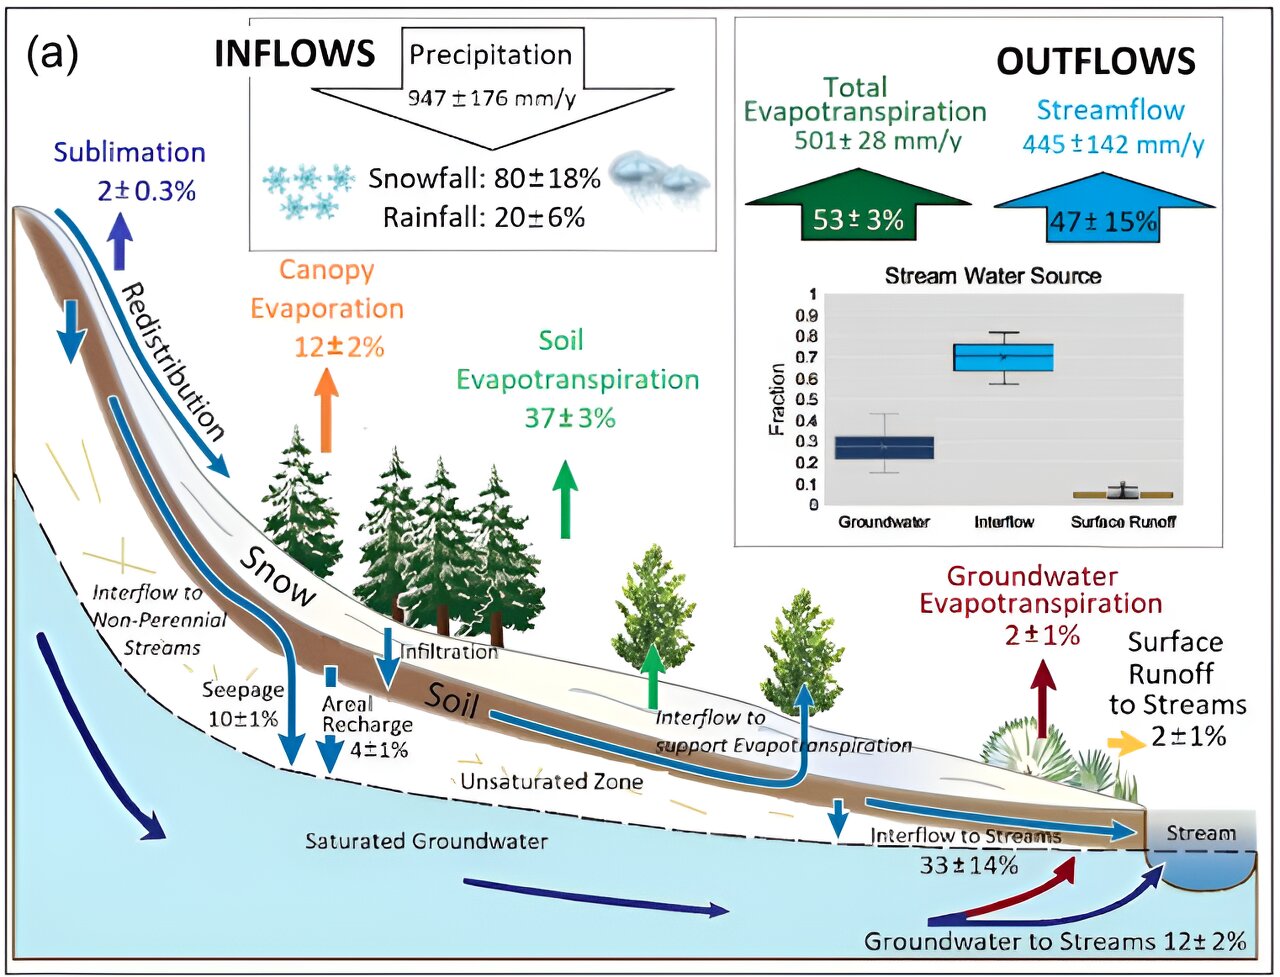 (a)
INFLOWS
Precipitation
947 ± 176 mm/y
Snowfall: 80±18%
Rainfall: 20±6%
OUTFLOWS
Total
Evapotranspiration
501± 28 mm/y
53± 3%
Streamflow
445±142 mm/y
47± 15%
Stream Water Source
Fraction
1
0.9
0.8
0.7
0.6
0.5
0.4
0.3
0.2
0.1
0
Groundwater
Interflow
Surface Runoff
Sublimation
2± 0.3%
Redistribution
Canopy
Evaporation
12±2%
Soil
Evapotranspiration
37±3%
Snow
Interflow to
Non-Perennial
Streams
Infiltration
Soil
Seepage
10±1%
Areal
Recharge
4±1%
Interflow to
support Evapotranspiration
Unsaturated Zone
Groundwater
Evapotranspiration
2±1%
Surface
Runoff
to Streams
2±1%
Saturated Groundwater
Interflow to Streams
33±14%
Stream
Groundwater to Streams 12± 2%